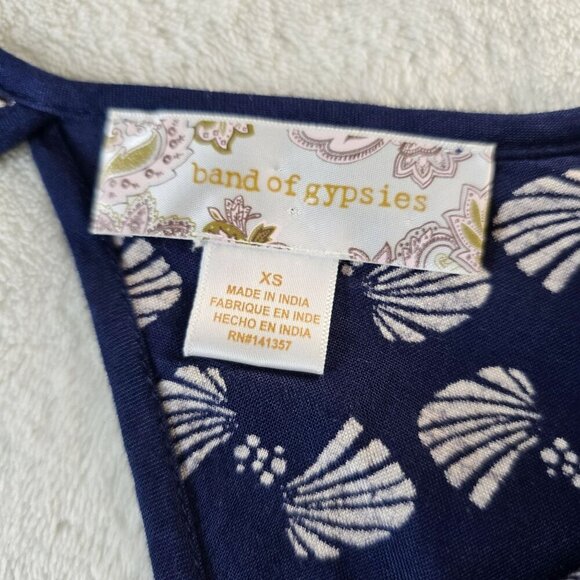 band of gypsies
XS
MADE IN INDIA
FABRIQUE EN INDE
HECHO EN INDIA
RN#141357